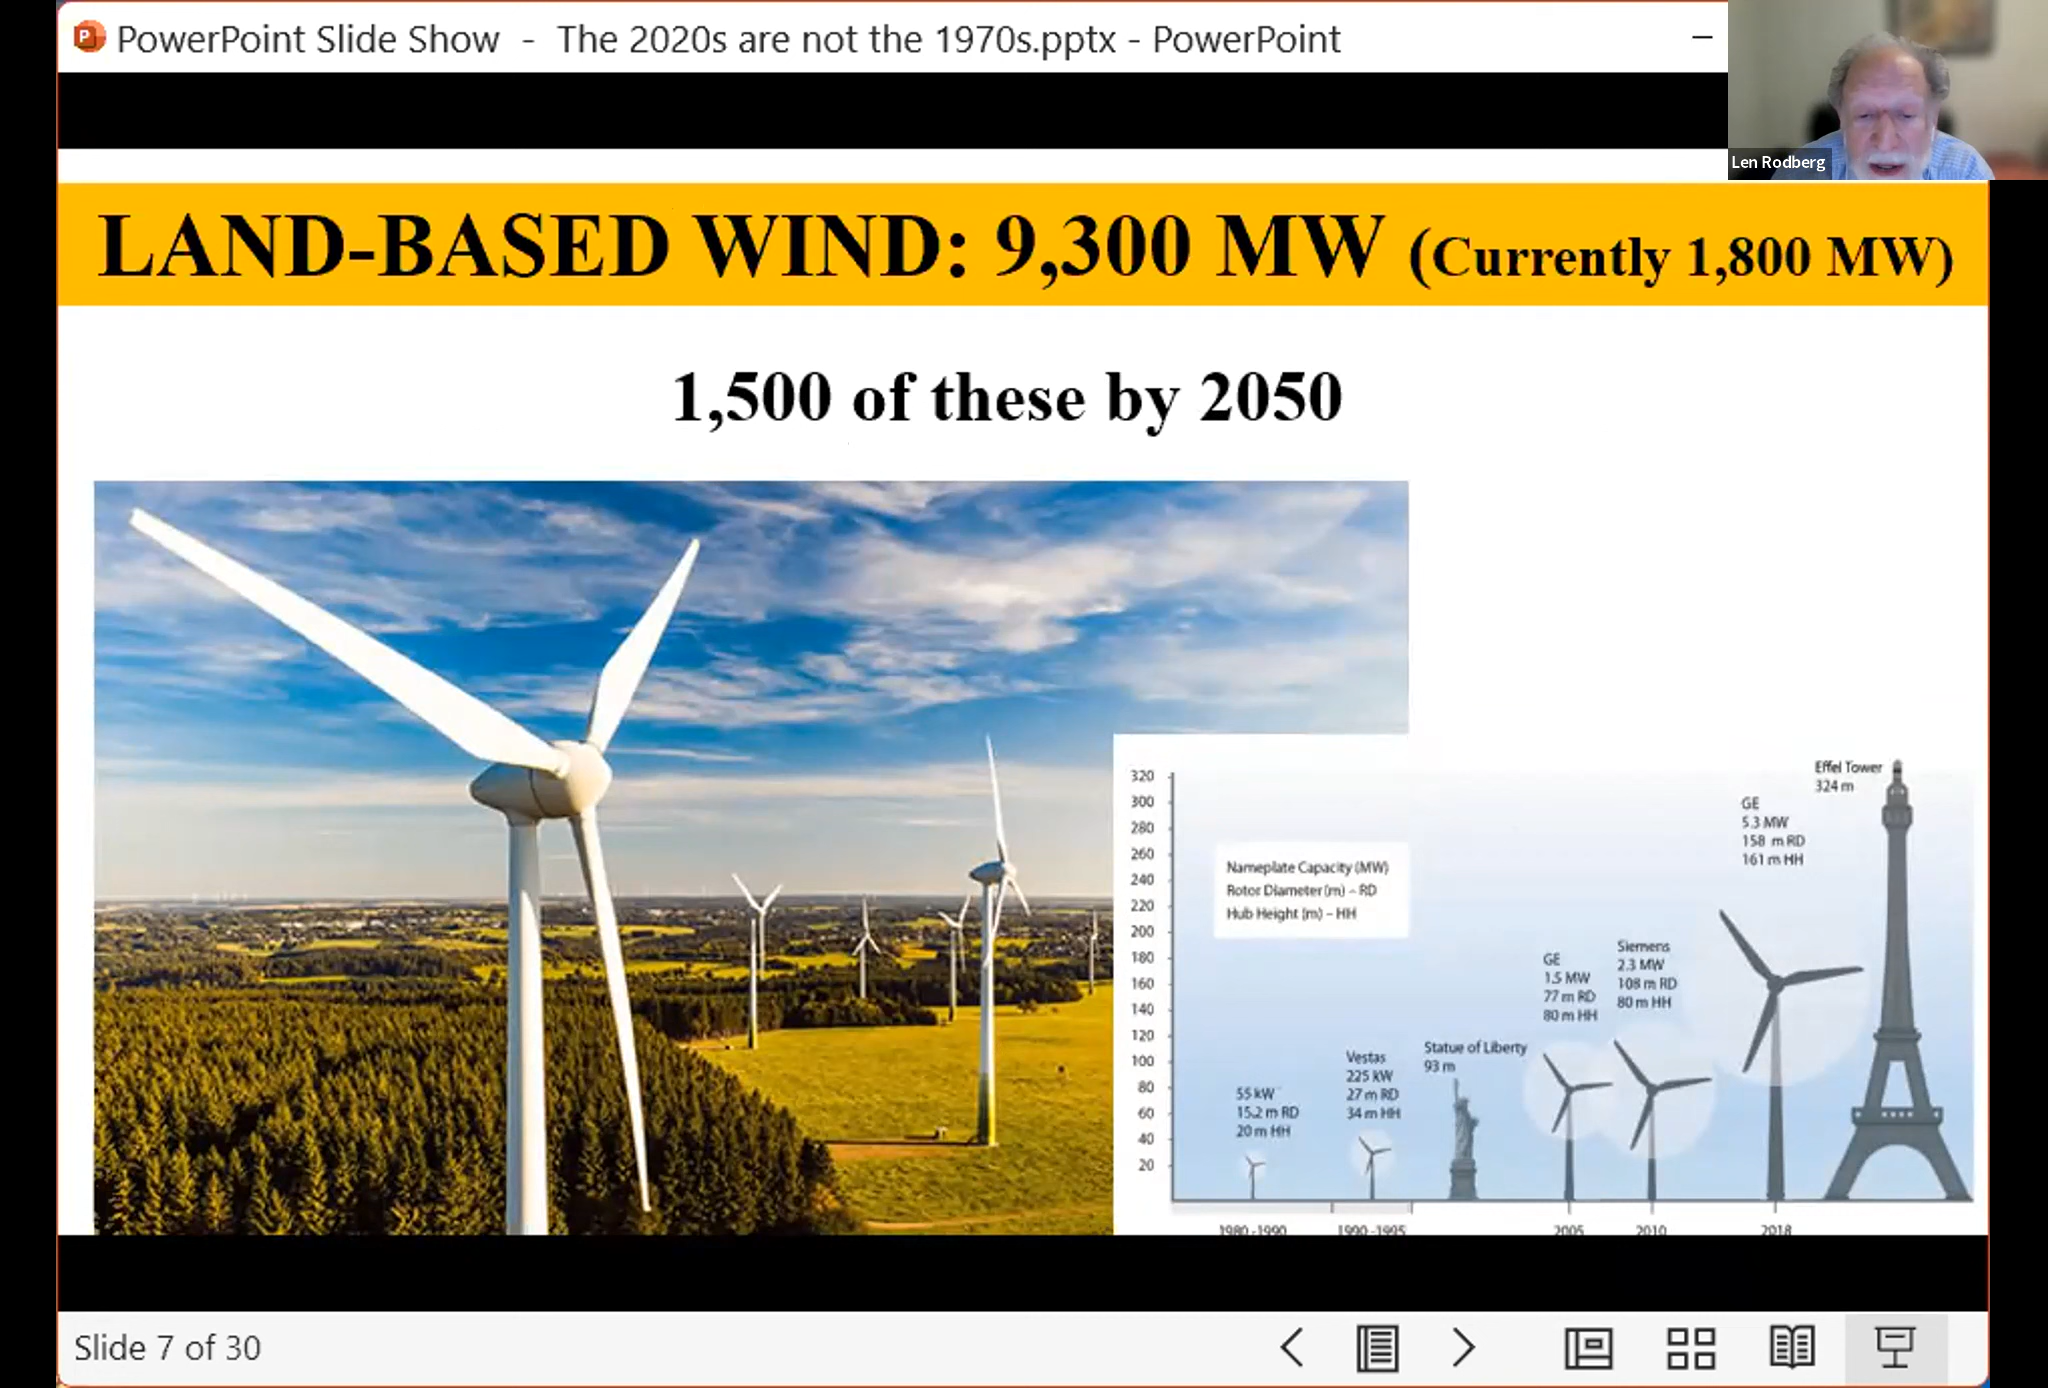 PowerPoint Slide Show - The 2020s are not the 1970s.pptx - PowerPoint
Len Rodberg
LAND-BASED WIND: 9,300 MW (Currently 1,800 MW)
1,500 of these by 2050
320
300
280
260
240
220
200
180
160
140
120
100
80
60
40
20
Nameplate Capacity (MW)
Rotor Diameter (m) – RD
Hub Height (m) – HH
55 kW
15.2 m RD
20 m HH
Vestas
225 kW
27 m RD
34 m HH
Statue of Liberty
93 m
GE
1.5 MW
77 m RD
80 m HH
Siemens
2.3 MW
108 m RD
80 m HH
GE
5.3 MW
158 m RD
161 m HH
Effel Tower
324 m
1980 -1990
1990 -1995
2005
2010
2018
Slide 7 of 30